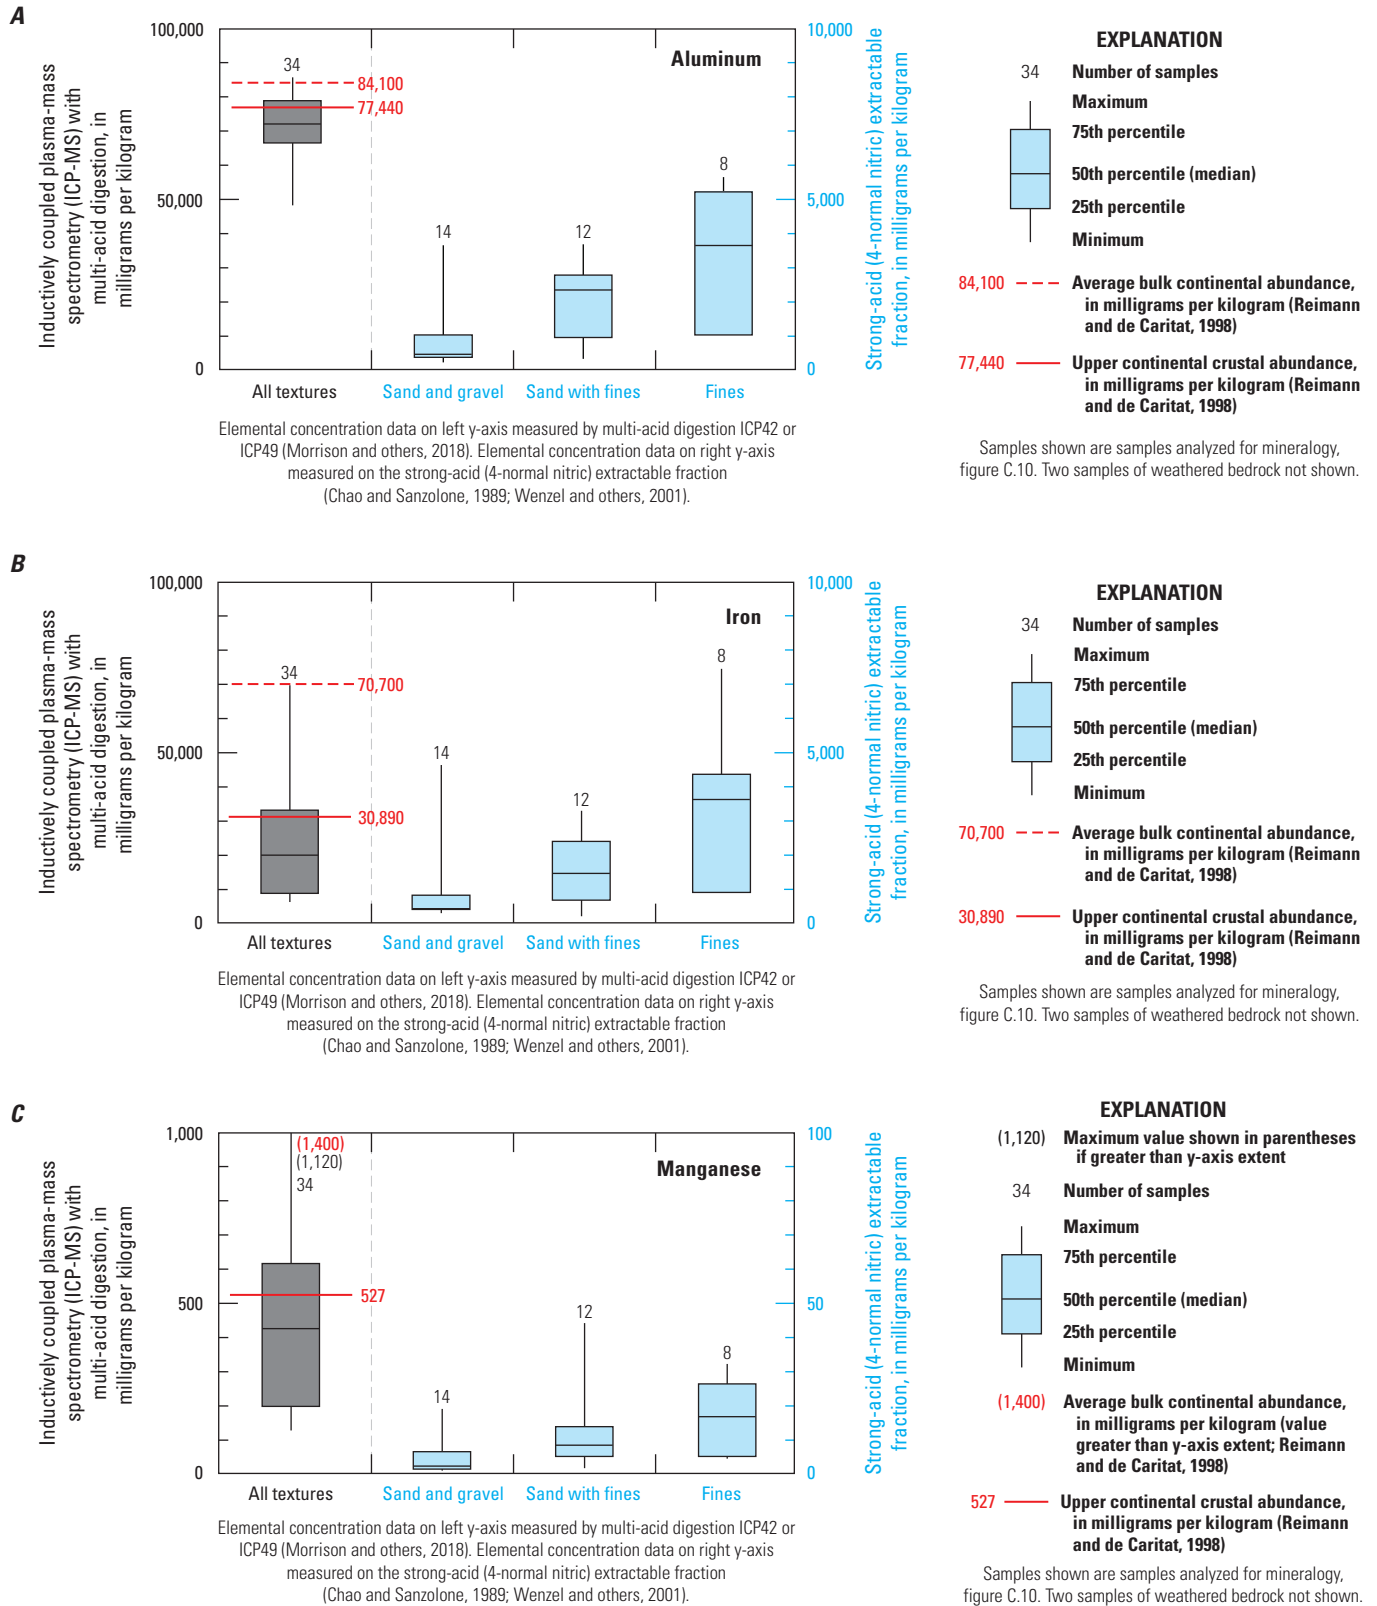 A
Inductively coupled plasma-mass
spectrometry (ICP-MS) with
multi-acid digestion, in
milligrams per kilogram
100,000
50,000
0
34
84,100
77,440
14
12
8
Aluminum
10,000
5,000
0
Strong-acid (4-normal nitric) extractable
fraction, in milligrams per kilogram
All textures
Sand and gravel
Sand with fines
Fines
Elemental concentration data on left y-axis measured by multi-acid digestion ICP42 or
ICP49 (Morrison and others, 2018). Elemental concentration data on right y-axis
measured on the strong-acid (4-normal nitric) extractable fraction
(Chao and Sanzolone, 1989; Wenzel and others, 2001).
EXPLANATION
34 Number of samples
Maximum
75th percentile
50th percentile (median)
25th percentile
Minimum
84,100 Average bulk continental abundance,
in milligrams per kilogram (Reimann
and de Caritat, 1998)
77,440 Upper continental crustal abundance,
in milligrams per kilogram (Reimann
and de Caritat, 1998)
Samples shown are samples analyzed for mineralogy,
figure C.10. Two samples of weathered bedrock not shown.
B
Inductively coupled plasma-mass
spectrometry (ICP-MS) with
multi-acid digestion, in
milligrams per kilogram
100,000
50,000
0
34
70,700
30,890
14
12
8
Iron
10,000
5,000
0
Strong-acid (4-normal nitric) extractable
fraction, in milligrams per kilogram
All textures
Sand and gravel
Sand with fines
Fines
Elemental concentration data on left y-axis measured by multi-acid digestion ICP42 or
ICP49 (Morrison and others, 2018). Elemental concentration data on right y-axis
measured on the strong-acid (4-normal nitric) extractable fraction
(Chao and Sanzolone, 1989; Wenzel and others, 2001).
EXPLANATION
34 Number of samples
Maximum
75th percentile
50th percentile (median)
25th percentile
Minimum
70,700 Average bulk continental abundance,
in milligrams per kilogram (Reimann
and de Caritat, 1998)
30,890 Upper continental crustal abundance,
in milligrams per kilogram (Reimann
and de Caritat, 1998)
Samples shown are samples analyzed for mineralogy,
figure C.10. Two samples of weathered bedrock not shown.
C
Inductively coupled plasma-mass
spectrometry (ICP-MS) with
multi-acid digestion, in
milligrams per kilogram
1,000
500
0
(1,400)
(1,120)
34
527
14
12
8
Manganese
100
50
0
Strong-acid (4-normal nitric) extractable
fraction, in milligrams per kilogram
All textures
Sand and gravel
Sand with fines
Fines
Elemental concentration data on left y-axis measured by multi-acid digestion ICP42 or
ICP49 (Morrison and others, 2018). Elemental concentration data on right y-axis
measured on the strong-acid (4-normal nitric) extractable fraction
(Chao and Sanzolone, 1989; Wenzel and others, 2001).
EXPLANATION
(1,120) Maximum value shown in parentheses
if greater than y-axis extent
34 Number of samples
Maximum
75th percentile
50th percentile (median)
25th percentile
Minimum
(1,400) Average bulk continental abundance,
in milligrams per kilogram (value
greater than y-axis extent; Reimann
and de Caritat, 1998)
527 Upper continental crustal abundance,
in milligrams per kilogram (Reimann
and de Caritat, 1998)
Samples shown are samples analyzed for mineralogy,
figure C.10. Two samples of weathered bedrock not shown.